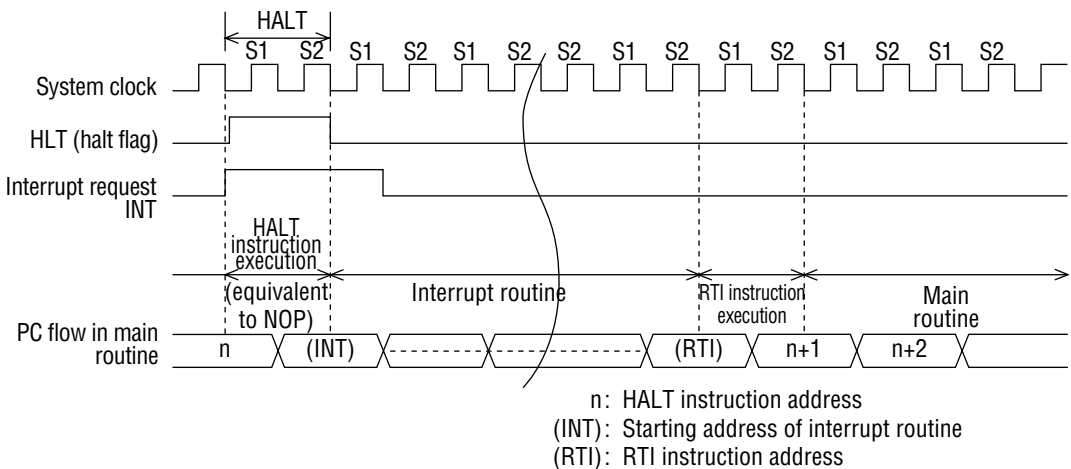 HALT
S1 S2 S1 S2 S1 S2 S2 S1 S2 S1 S2 S1 S2
System clock
HLT (halt flag)
Interrupt request
INT
HALT
instruction
execution
(equivalent
to NOP)
Interrupt routine
RTI instruction
execution
Main
routine
PC flow in main
routine
n (INT) (RTI) n+1 n+2
n: HALT instruction address
(INT): Starting address of interrupt routine
(RTI): RTI instruction address